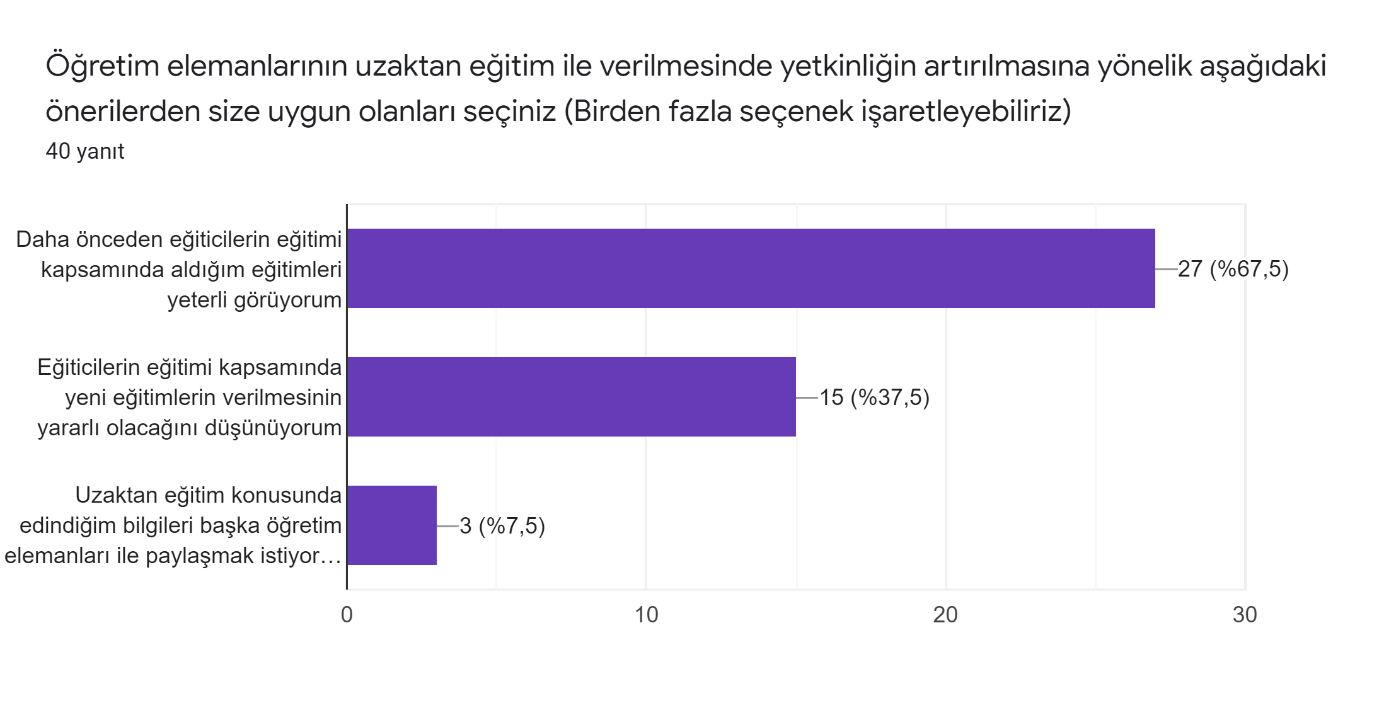 Öğretim elemanlarının uzaktan eğitim ile verilmesinde yetkinliğin artırılmasına yönelik aşağıdaki
önerilerden size uygun olanları seçiniz (Birden fazla seçenek işaretleyebiliriz)
40 yanıt
Daha önceden eğiticilerin eğitimi
kapsamında aldığım eğitimleri
yeterli görüyorum
27 (%67,5)
Eğiticilerin eğitimi kapsamında
yeni eğitimlerin verilmesinin
yararlı olacağını düşünüyorum
15 (%37,5)
Uzaktan eğitim konusunda
edindiğim bilgileri başka öğretim
elemanları ile paylaşmak istiyor…
3 (%7,5)
0 10 20 30